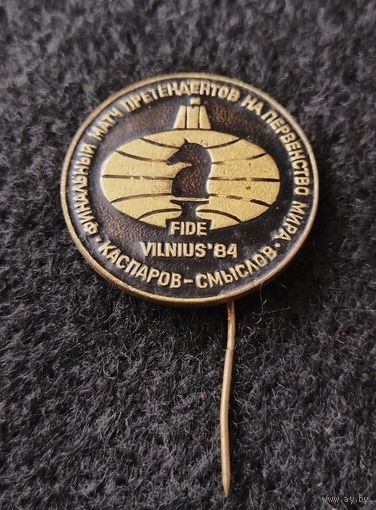 ФИНАЛЬНЫЙ МАТЧ ПРЕТЕНДЕНТОВ НА ПЕРВЕНСТВО МИРА
FIDE
VILNIUS'84
• КАСПАРОВ-СМЫСЛОВ •
www.ay.by